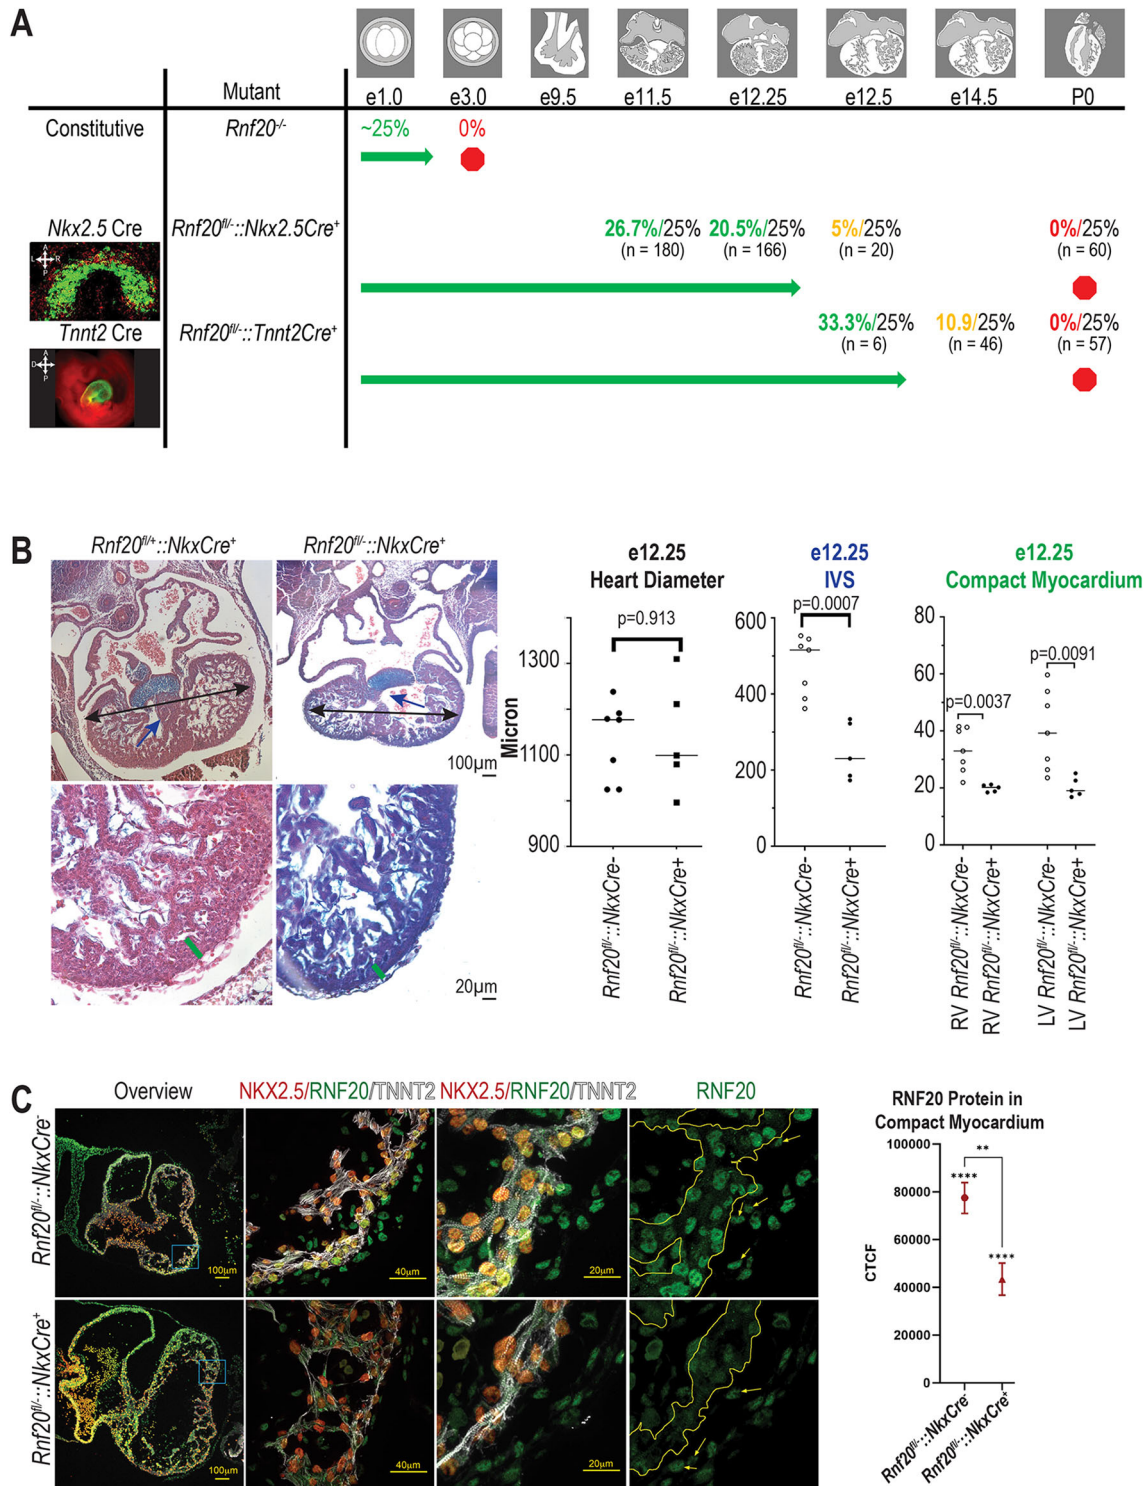 A
Mutant
e1.0 e3.0 e9.5 e11.5 e12.25 e12.5 e14.5 P0
Constitutive Rnf20-/- ~25% 0%
Nkx2.5 Cre Rnf20fl/-::Nkx2.5Cre+ 26.7%/25% 20.5%/25% 5%/25% 0%/25%
(n = 180) (n = 166) (n = 20) (n = 60)
A
L R
P
Tnnt2 Cre Rnf20fl/-::Tnnt2Cre+ 33.3%/25% 10.9/25% 0%/25%
(n = 6) (n = 46) (n = 57)
A
D
P
B
Rnf20fl/+::NkxCre+ Rnf20fl/-::NkxCre+
100µm
20µm
e12.25
Heart Diameter
p=0.913
Micron
1300
1100
900
Rnf20fl/-::NkxCre-
Rnf20fl/-::NkxCre+
e12.25
IVS
p=0.0007
600
400
200
0
Rnf20fl/-::NkxCre-
Rnf20fl/-::NkxCre+
e12.25
Compact Myocardium
80
60
40
20
0
p=0.0091
p=0.0037
RV Rnf20fl/-::NkxCre-
RV Rnf20fl/-::NkxCre+
LV Rnf20fl/-::NkxCre-
LV Rnf20fl/-::NkxCre+
C
Overview NKX2.5/RNF20/TNNT2 NKX2.5/RNF20/TNNT2 RNF20
Rnf20fl/-::NkxCre-
100µm 40µm 20µm 20µm
Rnf20fl/-::NkxCre+
100µm 40µm 20µm 20µm
RNF20 Protein in
Compact Myocardium
100000
80000
60000
40000
20000
0
CTCF
**
****
****
Rnf20fl/-::NkxCre-
Rnf20fl/-::NkxCre+